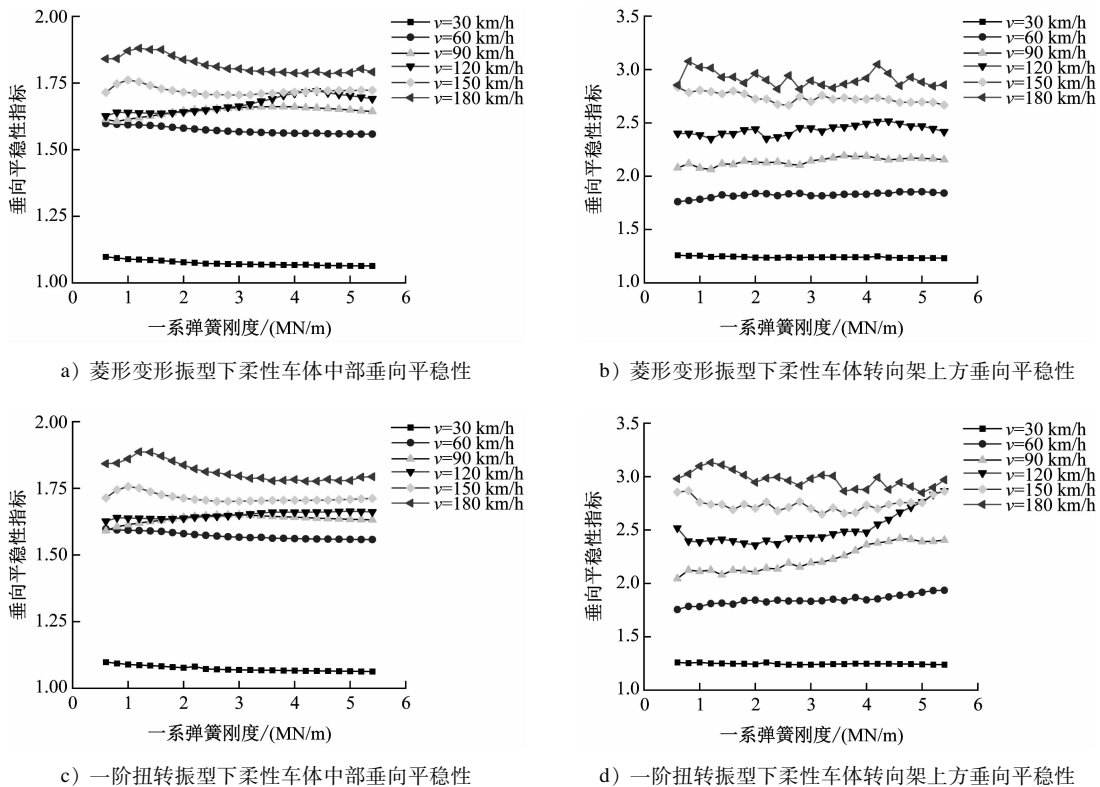 2.00
1.75
1.50
1.25
1.00
垂向平稳性指标
0
1
2
3
4
5
6
一系弹簧刚度/(MN/m)
v=30 km/h
v=60 km/h
v=90 km/h
v=120 km/h
v=150 km/h
v=180 km/h
a）菱形变形振型下柔性车体中部垂向平稳性
3.5
3.0
2.5
2.0
1.5
1.0
垂向平稳性指标
0
1
2
3
4
5
6
一系弹簧刚度/(MN/m)
v=30 km/h
v=60 km/h
v=90 km/h
v=120 km/h
v=150 km/h
v=180 km/h
b）菱形变形振型下柔性车体转向架上方垂向平稳性
2.00
1.75
1.50
1.25
1.00
垂向平稳性指标
0
1
2
3
4
5
6
一系弹簧刚度/(MN/m)
v=30 km/h
v=60 km/h
v=90 km/h
v=120 km/h
v=150 km/h
v=180 km/h
c）一阶扭转振型下柔性车体中部垂向平稳性
3.5
3.0
2.5
2.0
1.5
1.0
垂向平稳性指标
0
1
2
3
4
5
6
一系弹簧刚度/(MN/m)
v=30 km/h
v=60 km/h
v=90 km/h
v=120 km/h
v=150 km/h
v=180 km/h
d）一阶扭转振型下柔性车体转向架上方垂向平稳性